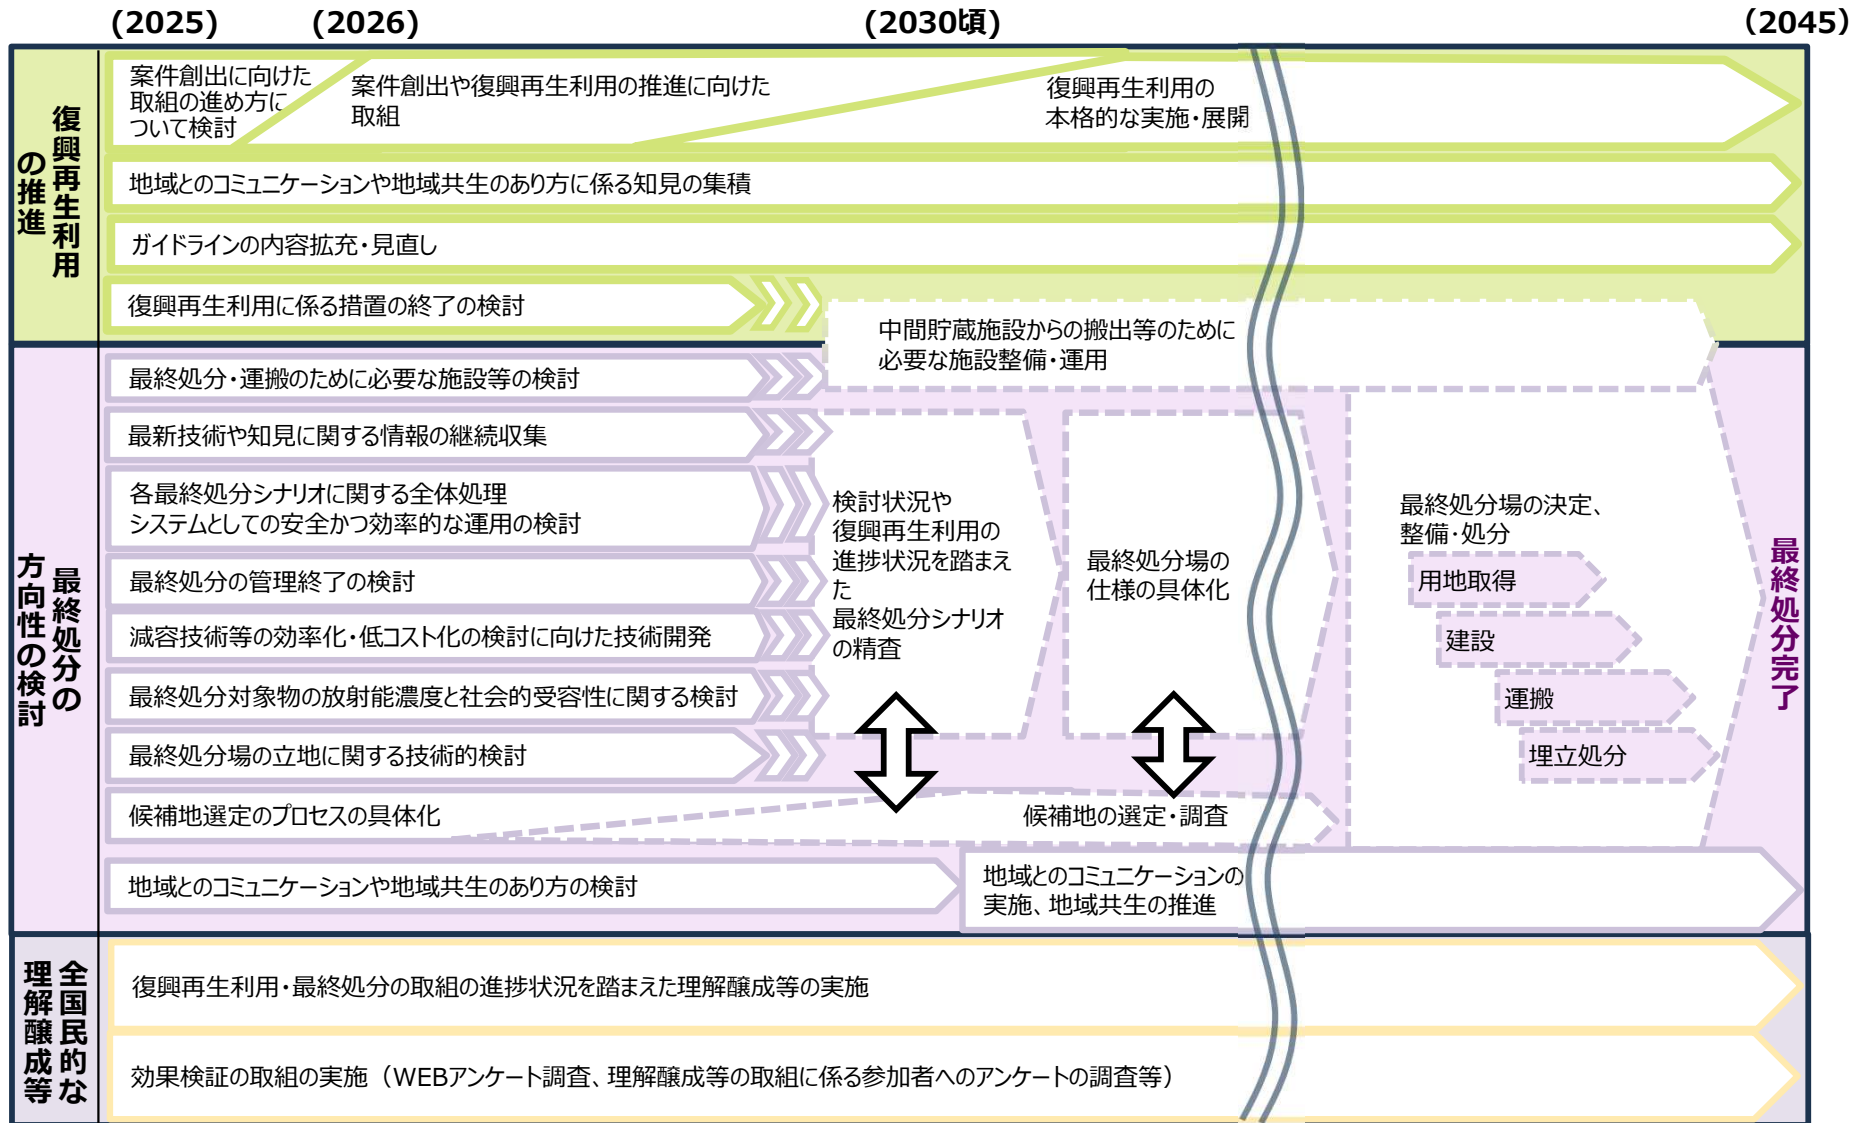 (2025)
(2026)
(2030頃)
(2045)
復興再生利用
の推進
案件創出に向けた
取組の進め方に
ついて検討
案件創出や復興再生利用の推進に向けた
取組
復興再生利用の
本格的な実施・展開
地域とのコミュニケーションや地域共生のあり方に係る知見の集積
ガイドラインの内容拡充・見直し
復興再生利用に係る措置の終了の検討
中間貯蔵施設からの搬出等のために
必要な施設整備・運用
最終処分の
方向性の検討
最終処分・運搬のために必要な施設等の検討
最新技術や知見に関する情報の継続収集
各最終処分シナリオに関する全体処理
システムとしての安全かつ効率的な運用の検討
最終処分の管理終了の検討
減容技術等の効率化・低コスト化の検討に向けた技術開発
最終処分対象物の放射能濃度と社会的受容性に関する検討
最終処分場の立地に関する技術的検討
検討状況や
復興再生利用の
進捗状況を踏まえ
た
最終処分シナリオ
の精査
最終処分場の
仕様の具体化
最終処分場の決定、
整備・処分
用地取得
建設
運搬
埋立処分
最終処分完了
候補地選定のプロセスの具体化
候補地の選定・調査
地域とのコミュニケーションや地域共生のあり方の検討
地域とのコミュニケーションの
実施、地域共生の推進
全国民的な
理解醸成等
復興再生利用・最終処分の取組の進捗状況を踏まえた理解醸成等の実施
効果検証の取組の実施（WEBアンケート調査、理解醸成等の取組に係る参加者へのアンケートの調査等）